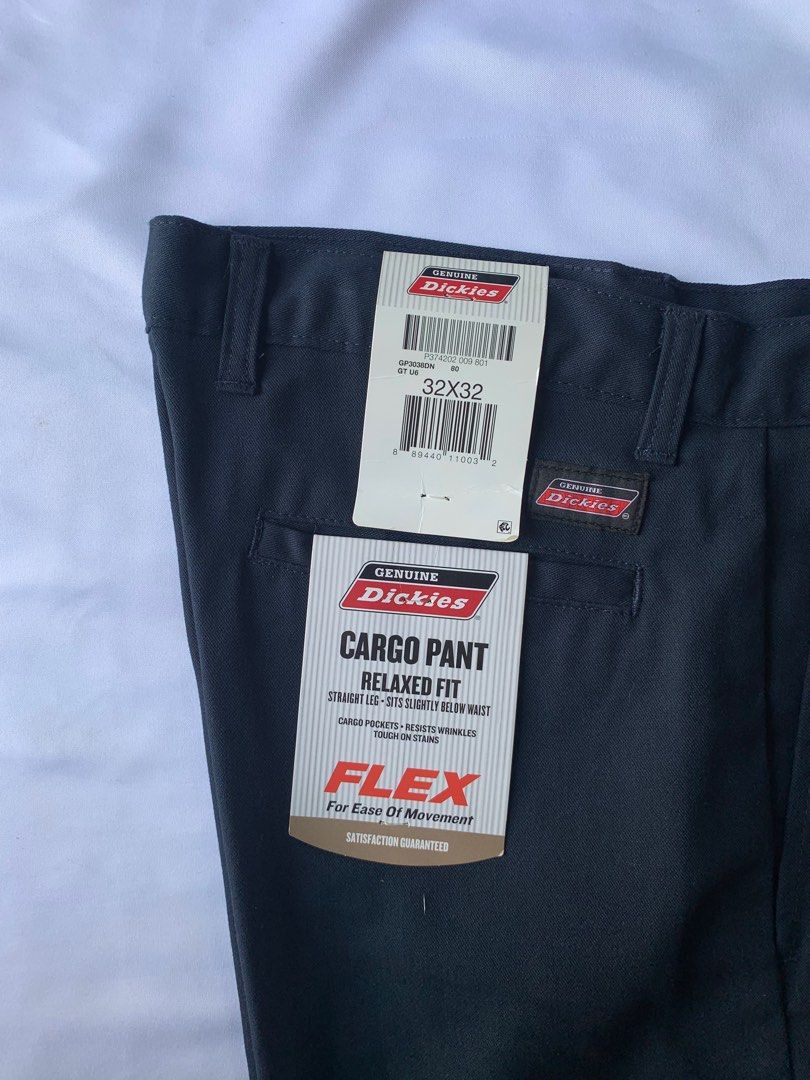 GENUINE
Dickies
P374202 009 801
GP3038DN 80
GT U6
32X32
8 89440 11003 2
GENUINE
Dickies
GENUINE
Dickies
CARGO PANT
RELAXED FIT
STRAIGHT LEG • SITS SLIGHTLY BELOW WAIST
CARGO POCKETS • RESISTS WRINKLES
TOUGH ON STAINS
FLEX
For Ease Of Movement
SATISFACTION GUARANTEED